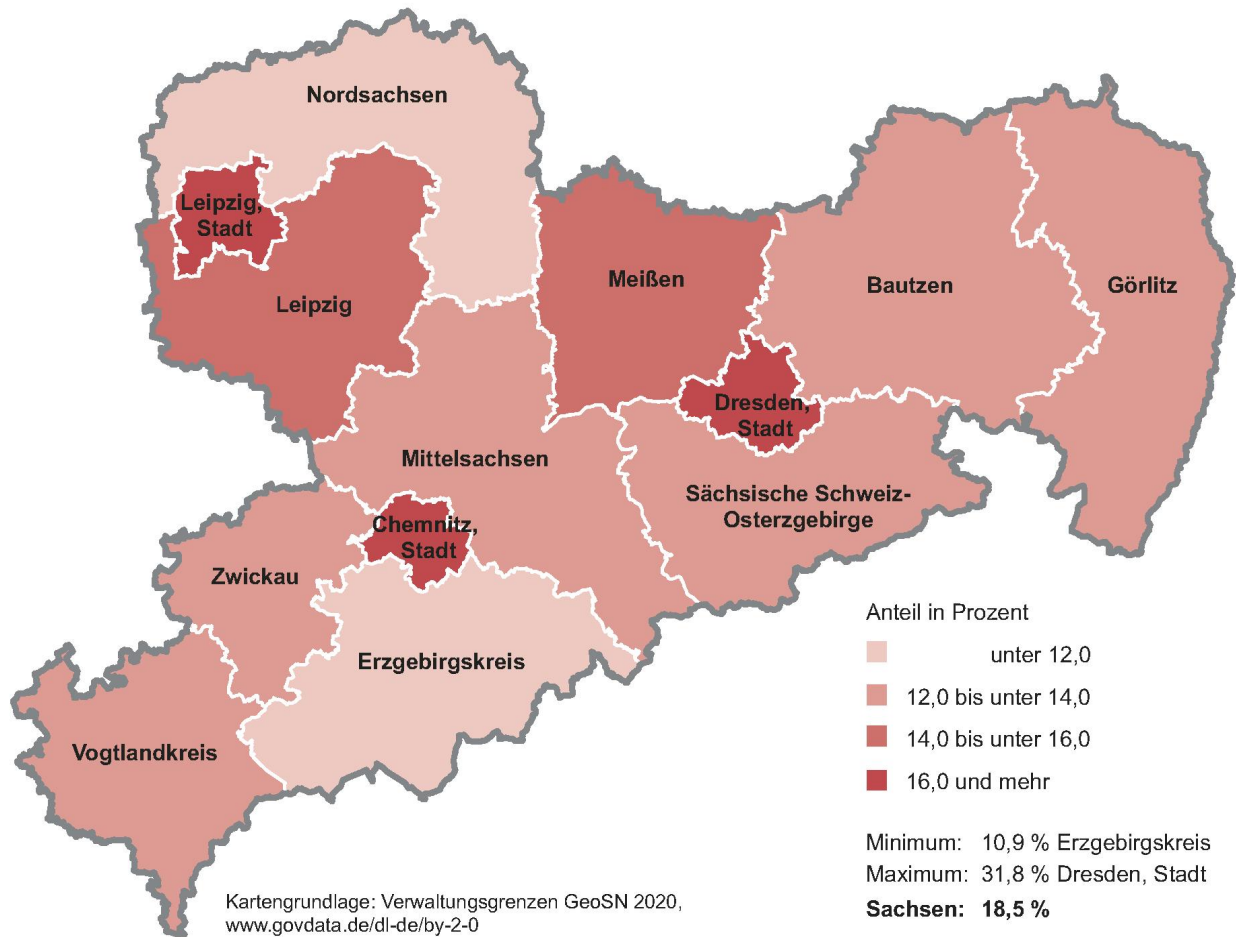 Nordsachsen
Leipzig,
Stadt
Leipzig
Meißen
Bautzen
Görlitz
Dresden,
Stadt
Mittelsachsen
Sächsische Schweiz-
Osterzgebirge
Chemnitz,
Stadt
Zwickau
Erzgebirgskreis
Vogtlandkreis
Anteil in Prozent
unter 12,0
12,0 bis unter 14,0
14,0 bis unter 16,0
16,0 und mehr
Minimum: 10,9 % Erzgebirgskreis
Maximum: 31,8 % Dresden, Stadt
Sachsen: 18,5 %
Kartengrundlage: Verwaltungsgrenzen GeoSN 2020,
www.govdata.de/dl-de/by-2-0